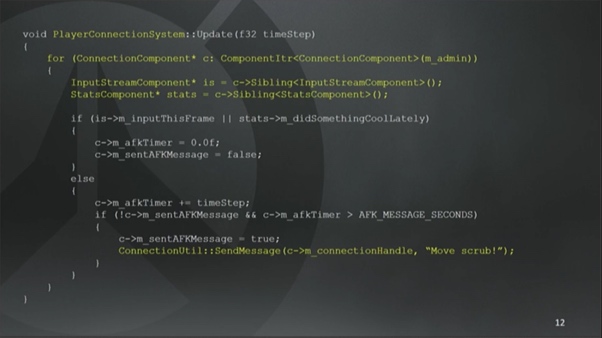 void PlayerConnectionSystem::Update(f32 timeStep)
{
for (ConnectionComponent* c: ComponentItr<ConnectionComponent>(m_admin))
{
InputStreamComponent* is = c->Sibling<InputStreamComponent>();
StatsComponent* stats = c->Sibling<StatsComponent>();
if (is->m_inputThisFrame || stats->m_didSomethingCoolLately)
{
c->m_afkTimer = 0.0f;
c->m_sentAFKMessage = false;
}
else
{
c->m_afkTimer += timeStep;
if (!c->m_sentAFKMessage && c->m_afkTimer > AFK_MESSAGE_SECONDS)
{
c->m_sentAFKMessage = true;
ConnectionUtil::SendMessage(c->m_connectionHandle, “Move scrub!”);
}
}
}
}
12